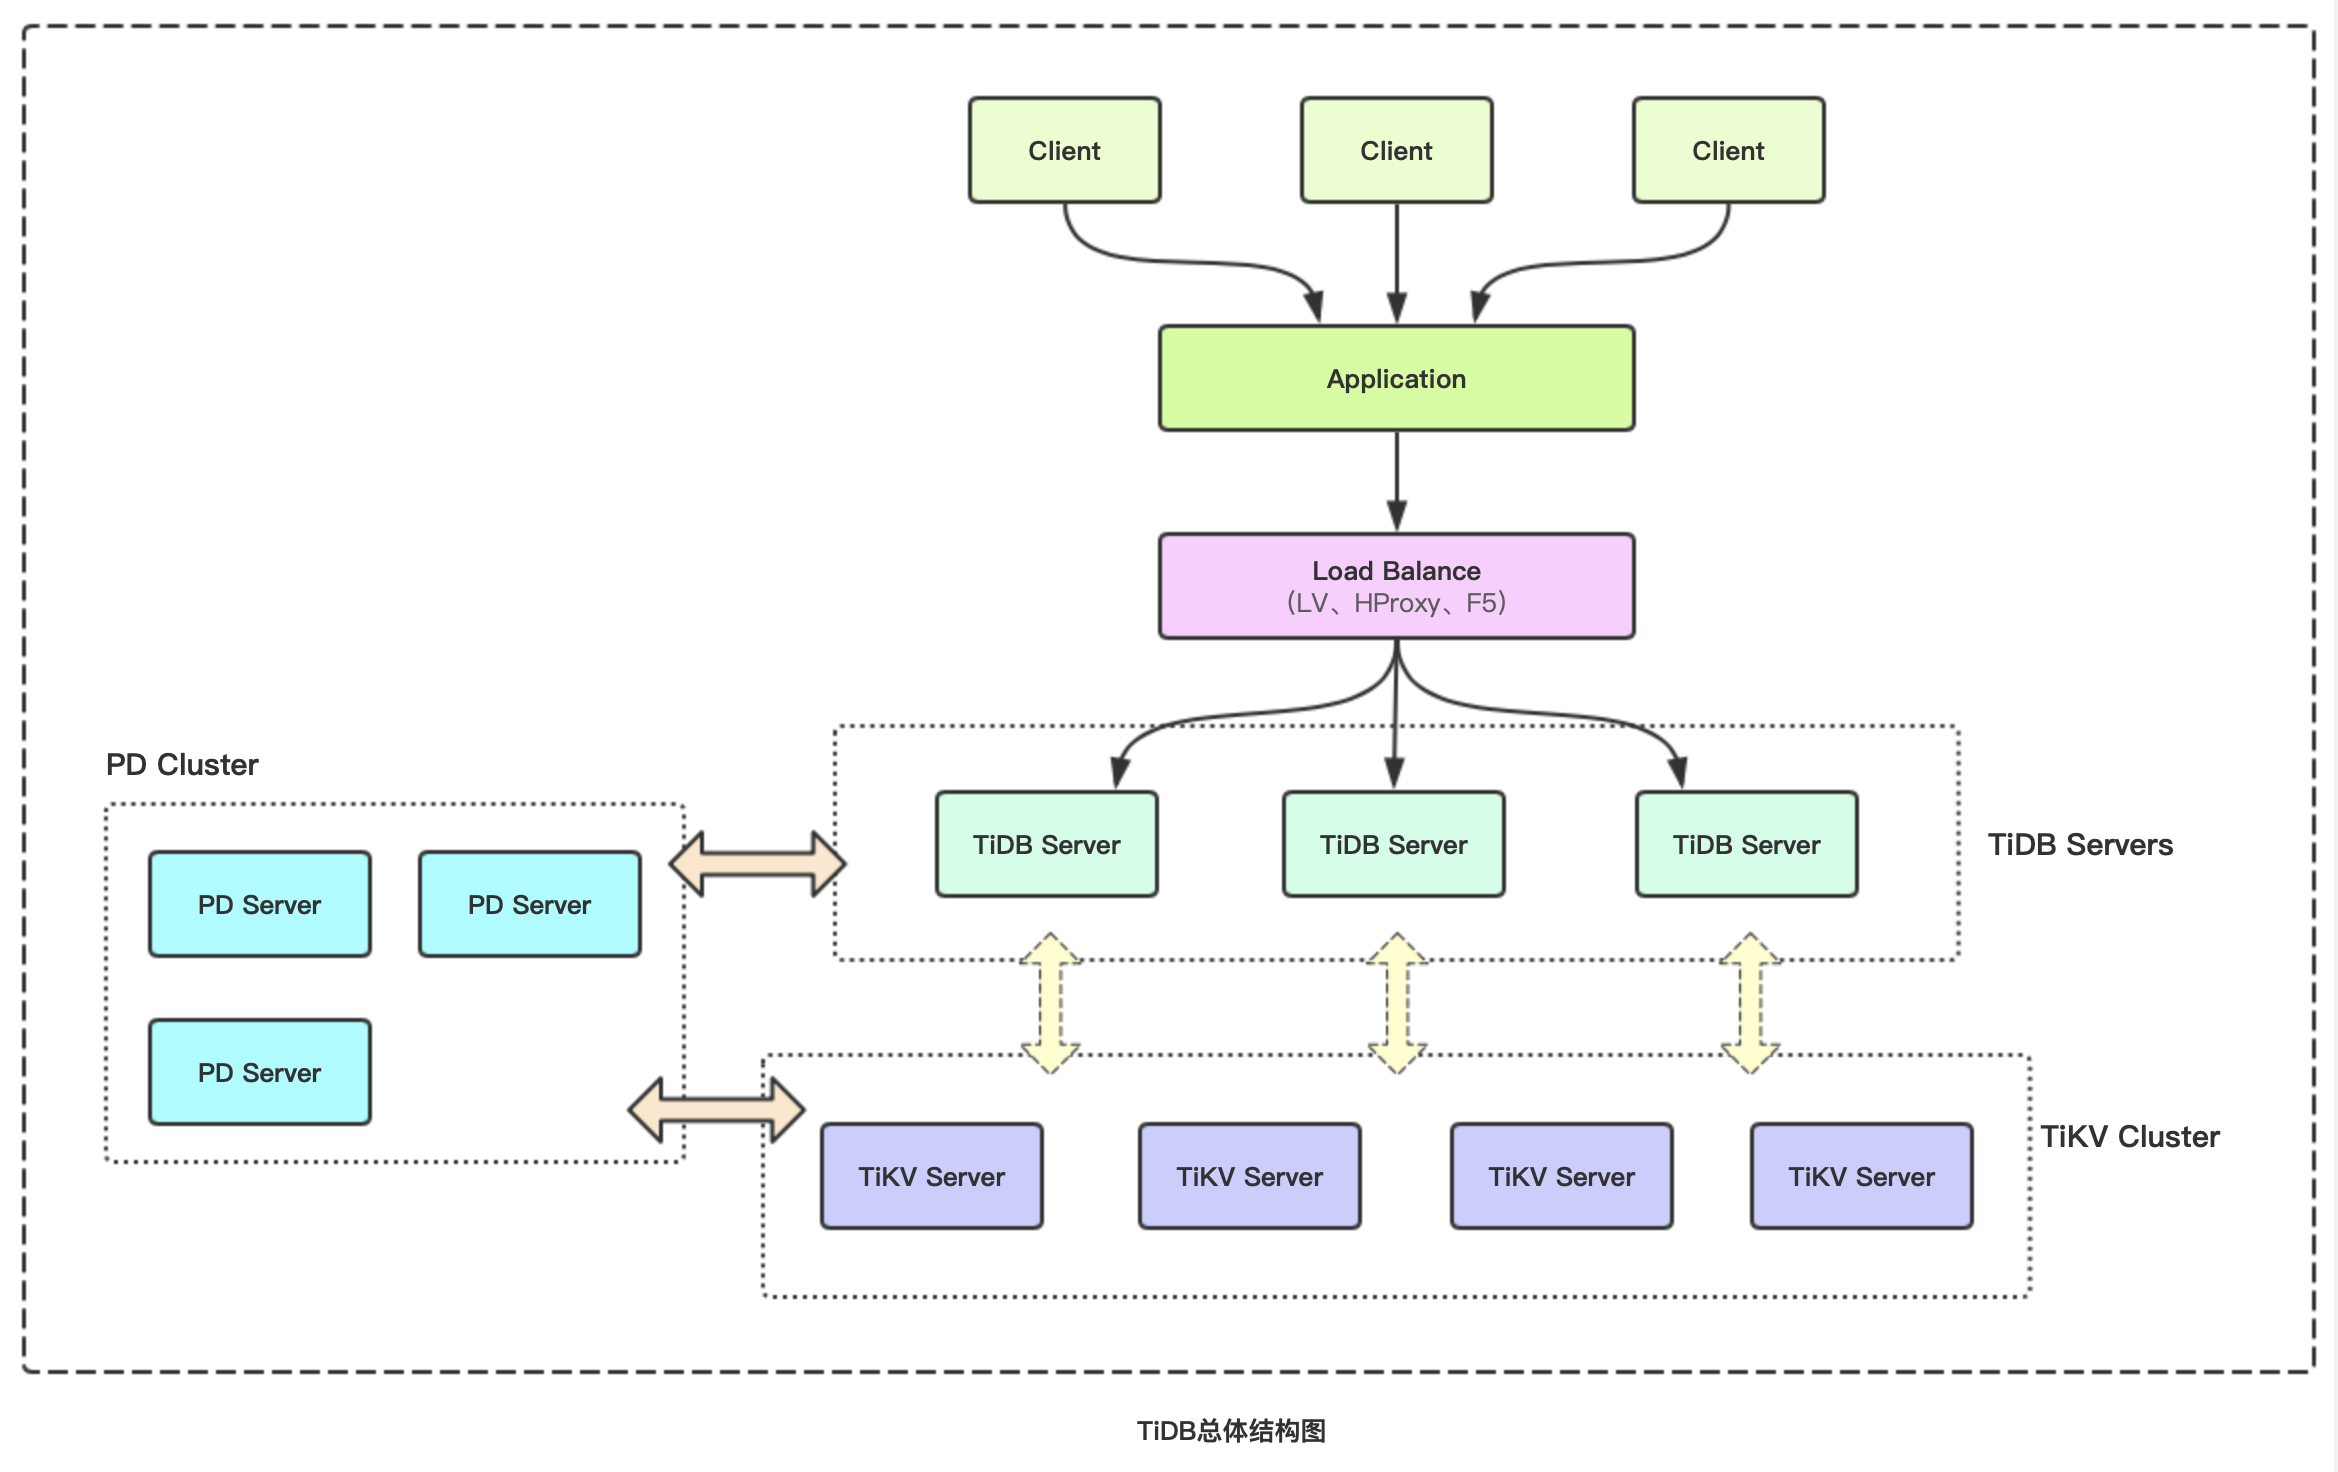 Client
Client
Client
Application
Load Balance
(LV、HProxy、F5)
PD Cluster
PD Server
PD Server
PD Server
TiDB Server
TiDB Server
TiDB Server
TiDB Servers
TiKV Cluster
TiKV Server
TiKV Server
TiKV Server
TiKV Server
TiDB总体结构图